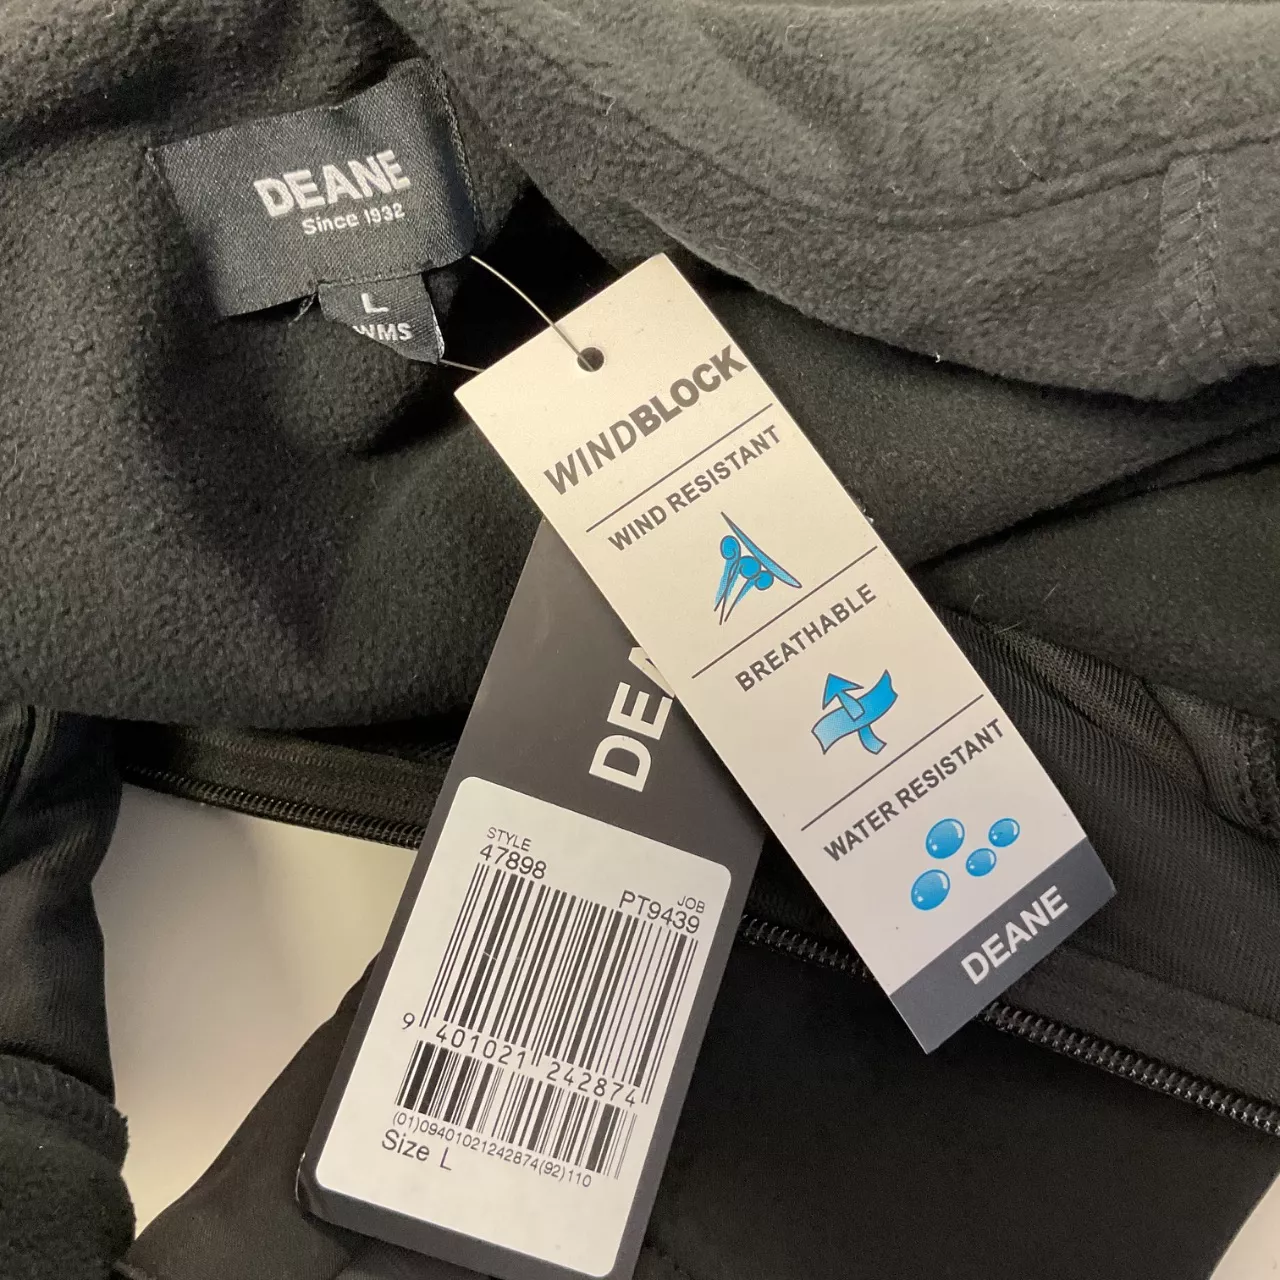 DEANE
Since 1932
L
WMS
WINDBLOCK
WIND RESISTANT
BREATHABLE
WATER RESISTANT
DEANE
STYLE
47898
JOB
PT9439
9 401021 242874
(01)09401021242874(92)110
Size L